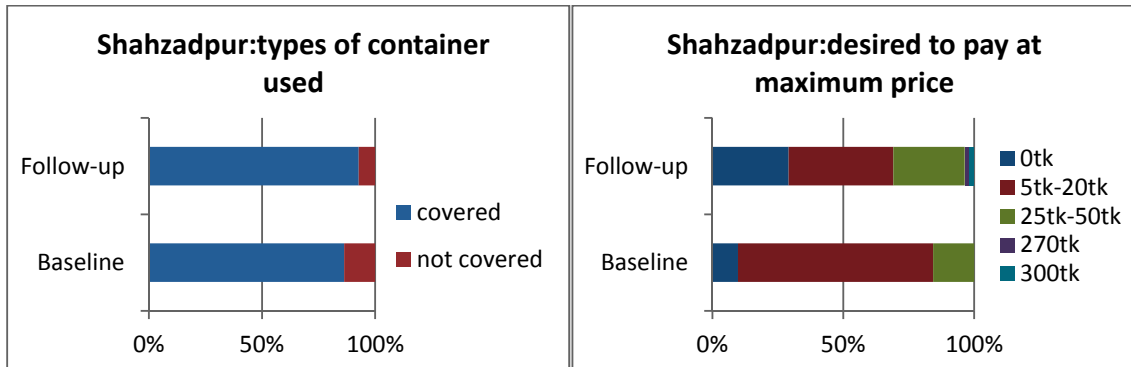 Shahzadpur:types of container
used
Follow-up
Baseline
0%
50%
100%
covered
not covered
Shahzadpur:desired to pay at
maximum price
Follow-up
Baseline
0%
50%
100%
0tk
5tk-20tk
25tk-50tk
270tk
300tk